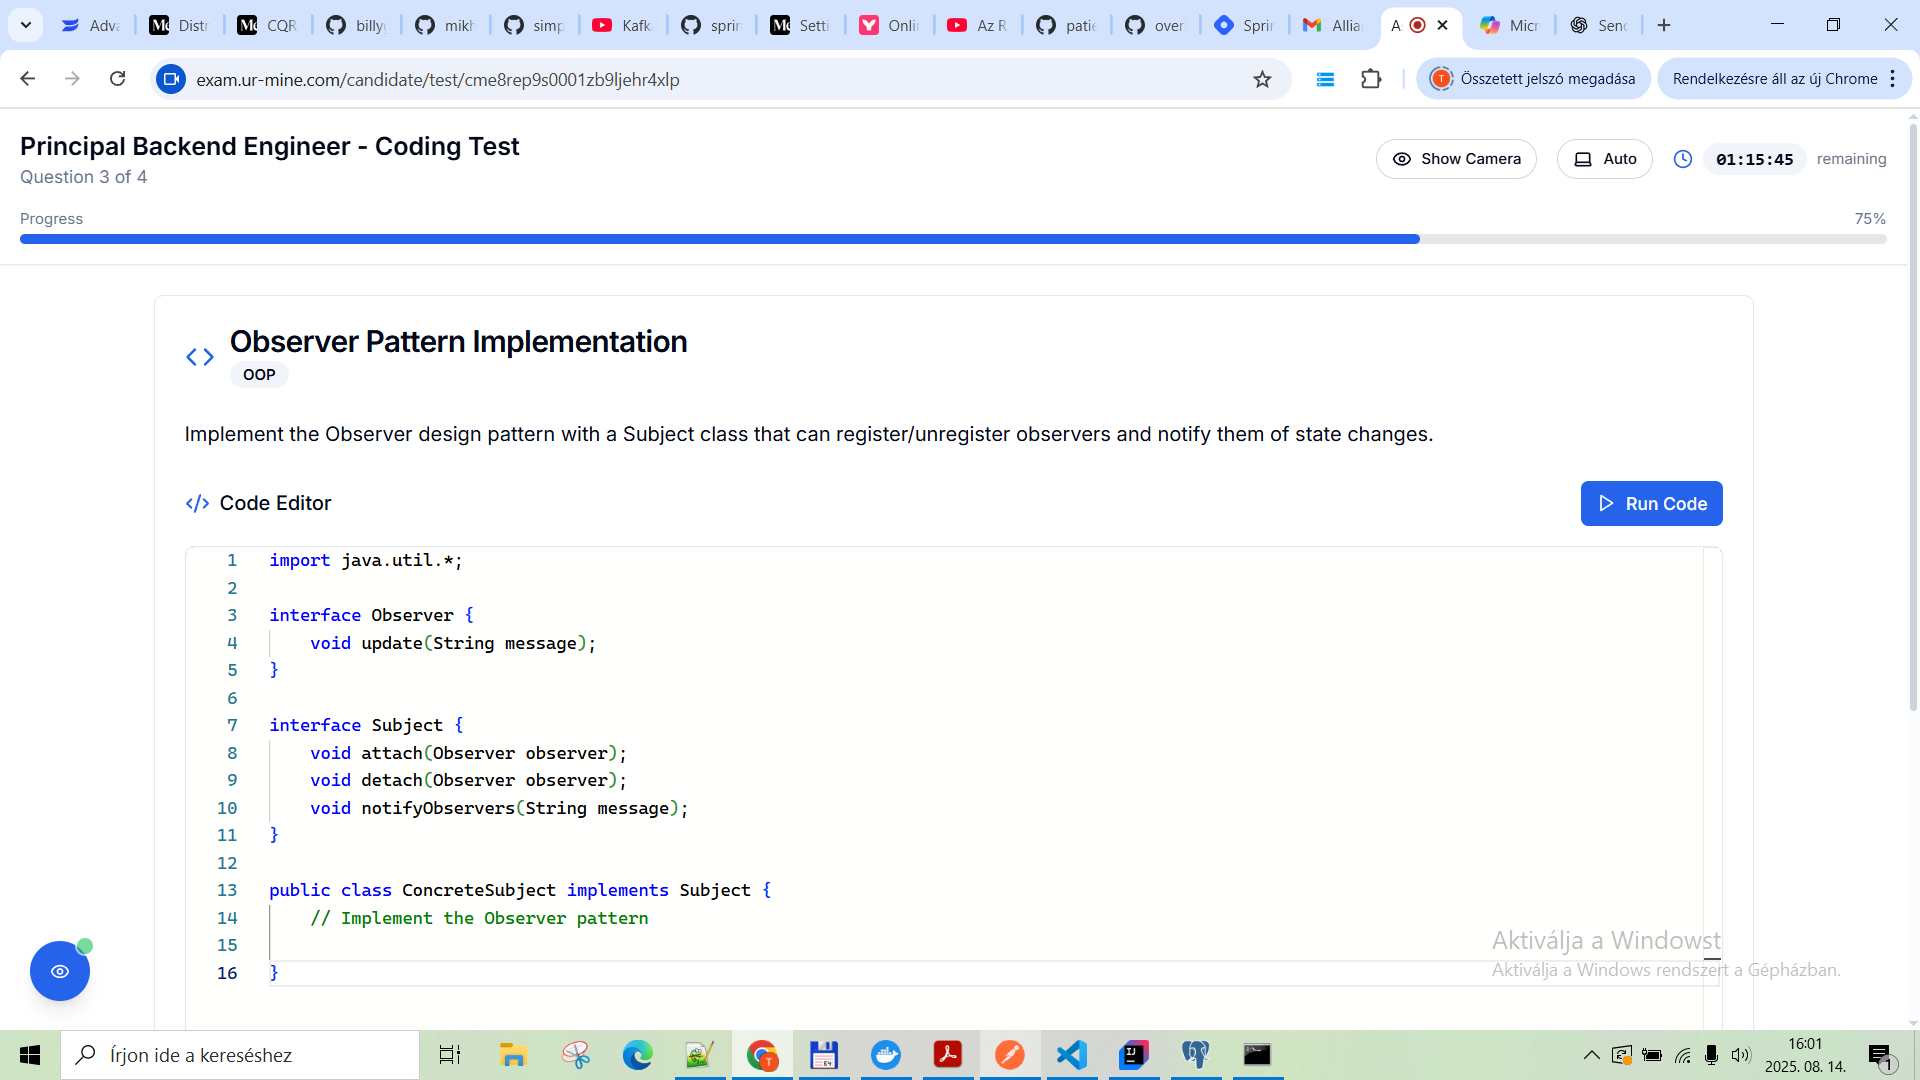 Adva
Distr
CQR
billyg
mikh
simp
Kafk
sprin
Setti
Onlin
Az R
patie
over
Sprin
Allia
A
Micr
Send
exam.ur-mine.com/candidate/test/cme8rep9s0001zb9ljehr4xlp
Összetett jelszó megadása
Rendelkezésre áll az új Chrome
Principal Backend Engineer - Coding Test
Question 3 of 4
Show Camera
Auto
01:15:45 remaining
Progress
75%
Observer Pattern Implementation
OOP
Implement the Observer design pattern with a Subject class that can register/unregister observers and notify them of state changes.
</> Code Editor
Run Code
1 import java.util.*;
2
3 interface Observer {
4 void update(String message);
5 }
6
7 interface Subject {
8 void attach(Observer observer);
9 void detach(Observer observer);
10 void notifyObservers(String message);
11 }
12
13 public class ConcreteSubject implements Subject {
14 // Implement the Observer pattern
15
16 }
Aktiválja a Windowst
Aktiválja a Windows rendszert a Gépházban.
Írjon ide a kereséshez
16:01
2025. 08. 14.
1